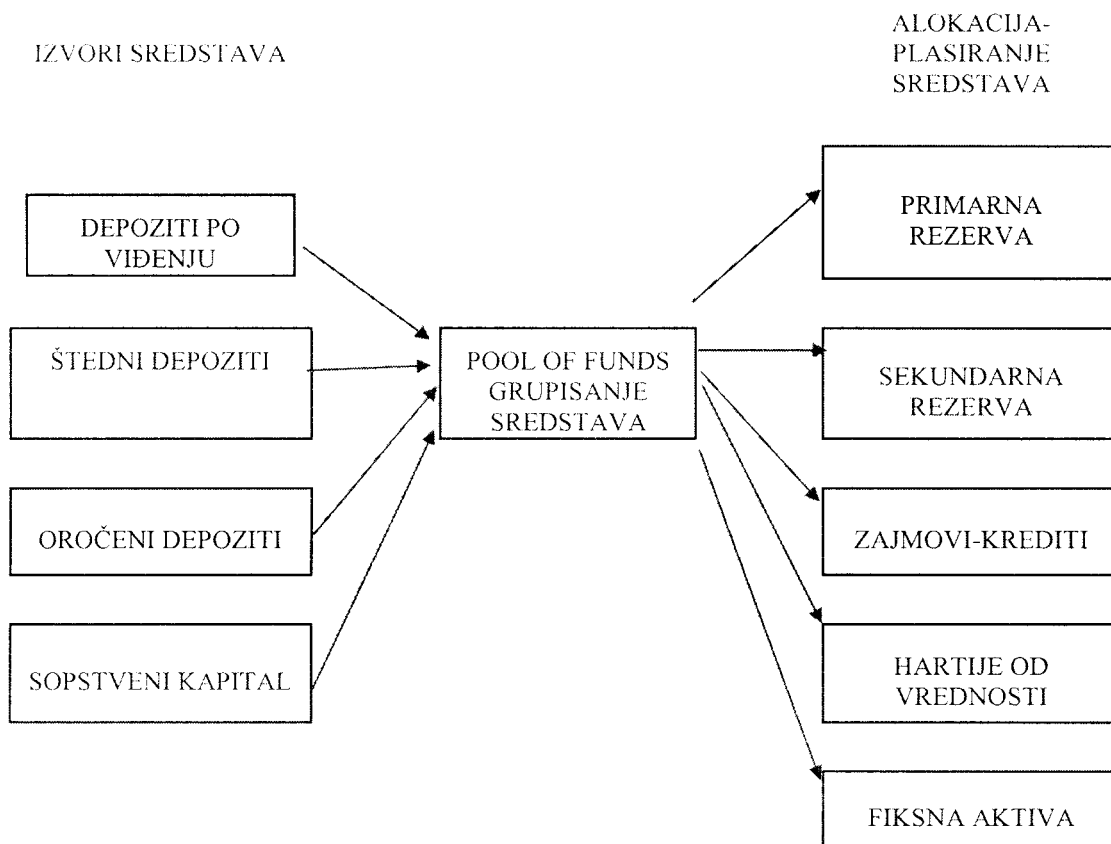 IZVORI SREDSTAVA
ALOKACIJA-
PLASIRANJE
SREDSTAVA
DEPOZITI PO
VIĐENJU
ŠTEDNI DEPOZITI
OROČENI DEPOZITI
SOPSTVENI KAPITAL
POOL OF FUNDS
GRUPISANJE
SREDSTAVA
PRIMARNA
REZERVA
SEKUNDARNA
REZERVA
ZAJMOVI-KREDITI
HARTIJE OD
VREDNOSTI
FIKSNA AKTIVA